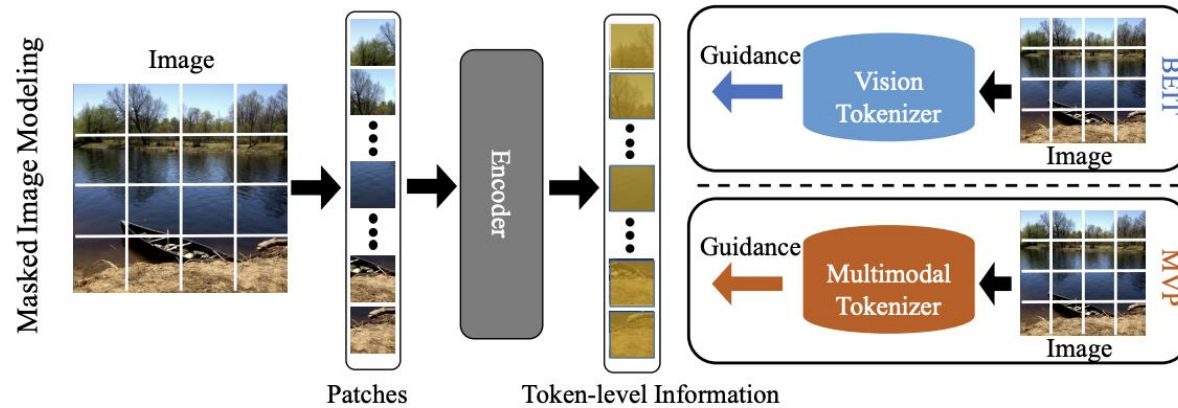 Masked Image Modeling
Image
Patches
Encoder
Token-level Information
Guidance
Vision
Tokenizer
Image
BEIT
Guidance
Multimodal
Tokenizer
Image
MVP